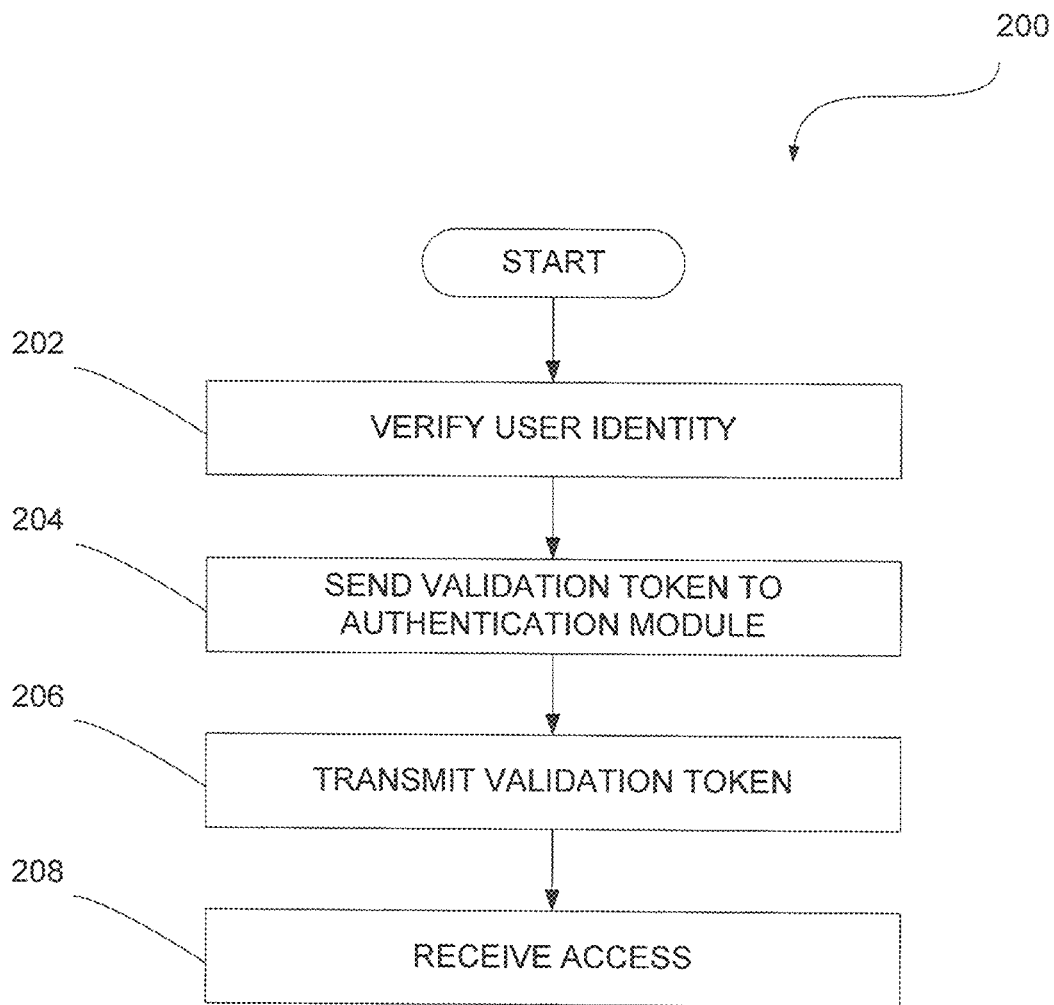 200
START
202
VERIFY USER IDENTITY
204
SEND VALIDATION TOKEN TO
AUTHENTICATION MODULE
206
TRANSMIT VALIDATION TOKEN
208
RECEIVE ACCESS